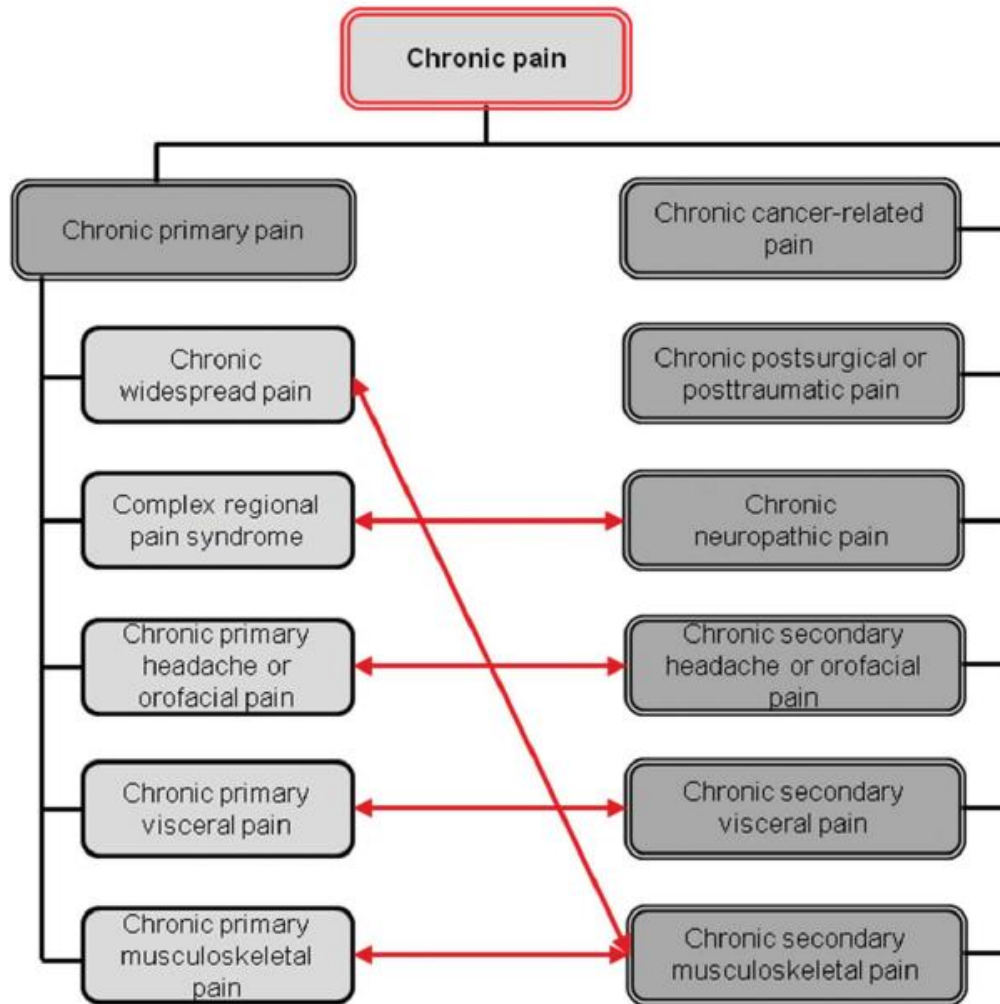 Chronic pain
Chronic primary pain
Chronic
widespread pain
Complex regional
pain syndrome
Chronic primary
headache or
orofacial pain
Chronic primary
visceral pain
Chronic primary
musculoskeletal
pain
Chronic cancer-related
pain
Chronic postsurgical or
posttraumatic pain
Chronic
neuropathic pain
Chronic secondary
headache or orofacial
pain
Chronic secondary
visceral pain
Chronic secondary
musculoskeletal pain